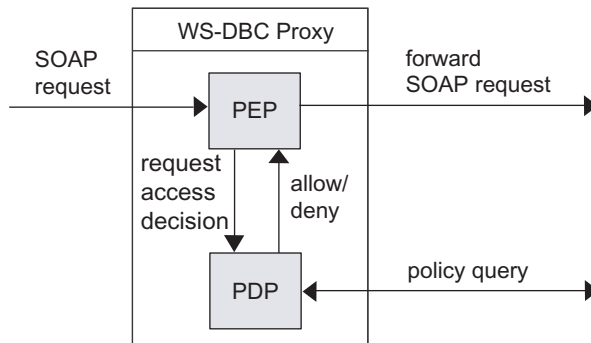 WS-DBC Proxy
SOAP
request
forward
SOAP request
PEP
request
access
decision
allow/
deny
PDP
policy query